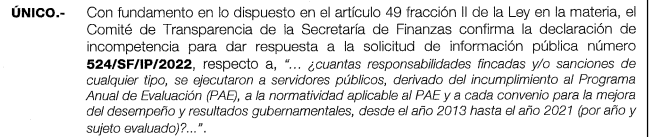 ÚNICO.- Con fundamento en lo dispuesto en el artículo 49 fracción II de la Ley en la materia, el
Comité de Transparencia de la Secretaría de Finanzas confirma la declaración de
incompetencia para dar respuesta a la solicitud de información pública número
524/SF/IP/2022, respecto a, "... ¿cuantas responsabilidades fincadas y/o sanciones de
cualquier tipo, se ejecutaron a servidores públicos, derivado del incumplimiento al Programa
Anual de Evaluación (PAE), a la normatividad aplicable al PAE y a cada convenio para la mejora
del desempeño y resultados gubernamentales, desde el año 2013 hasta el año 2021 (por año y
sujeto evaluado)?...".